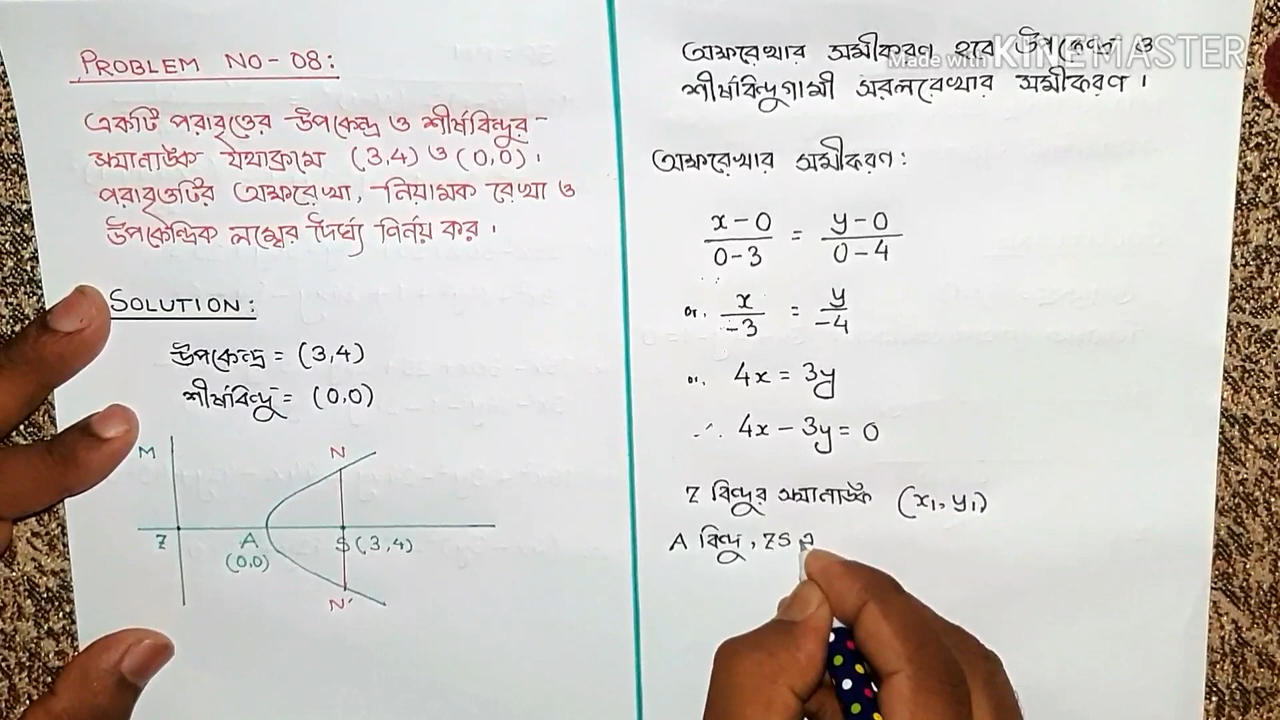 PROBLEM NO-08:
একটি পরাবৃত্তের উপকেন্দ্র ও শীর্ষবিন্দুর
স্থানাঙ্ক যথাক্রমে (3,4) ও (0,0).
পরাবৃত্তটির অক্ষরেখা, নিয়ামক রেখা ও
উপকেন্দ্রিক লম্বের দৈর্ঘ্য নির্নয় কর।
SOLUTION:
উপকেন্দ্র = (3,4)
শীর্ষবিন্দু = (0,0)
M
N
Z
A
S(3,4)
(0,0)
N'
Made with KINEMASTER
অক্ষরেখার সমীকরণ হবে উপকেন্দ্র ও
শীর্ষবিন্দুগামী সরলরেখার সমীকরণ।
অক্ষরেখার সমীকরণ:
x-0/0-3 = y-0/0-4
or, x/-3 = y/-4
or, 4x = 3y
∴ 4x-3y=0
Z বিন্দুর স্থানাঙ্ক (x₁, y₁)
A বিন্দু, ZS